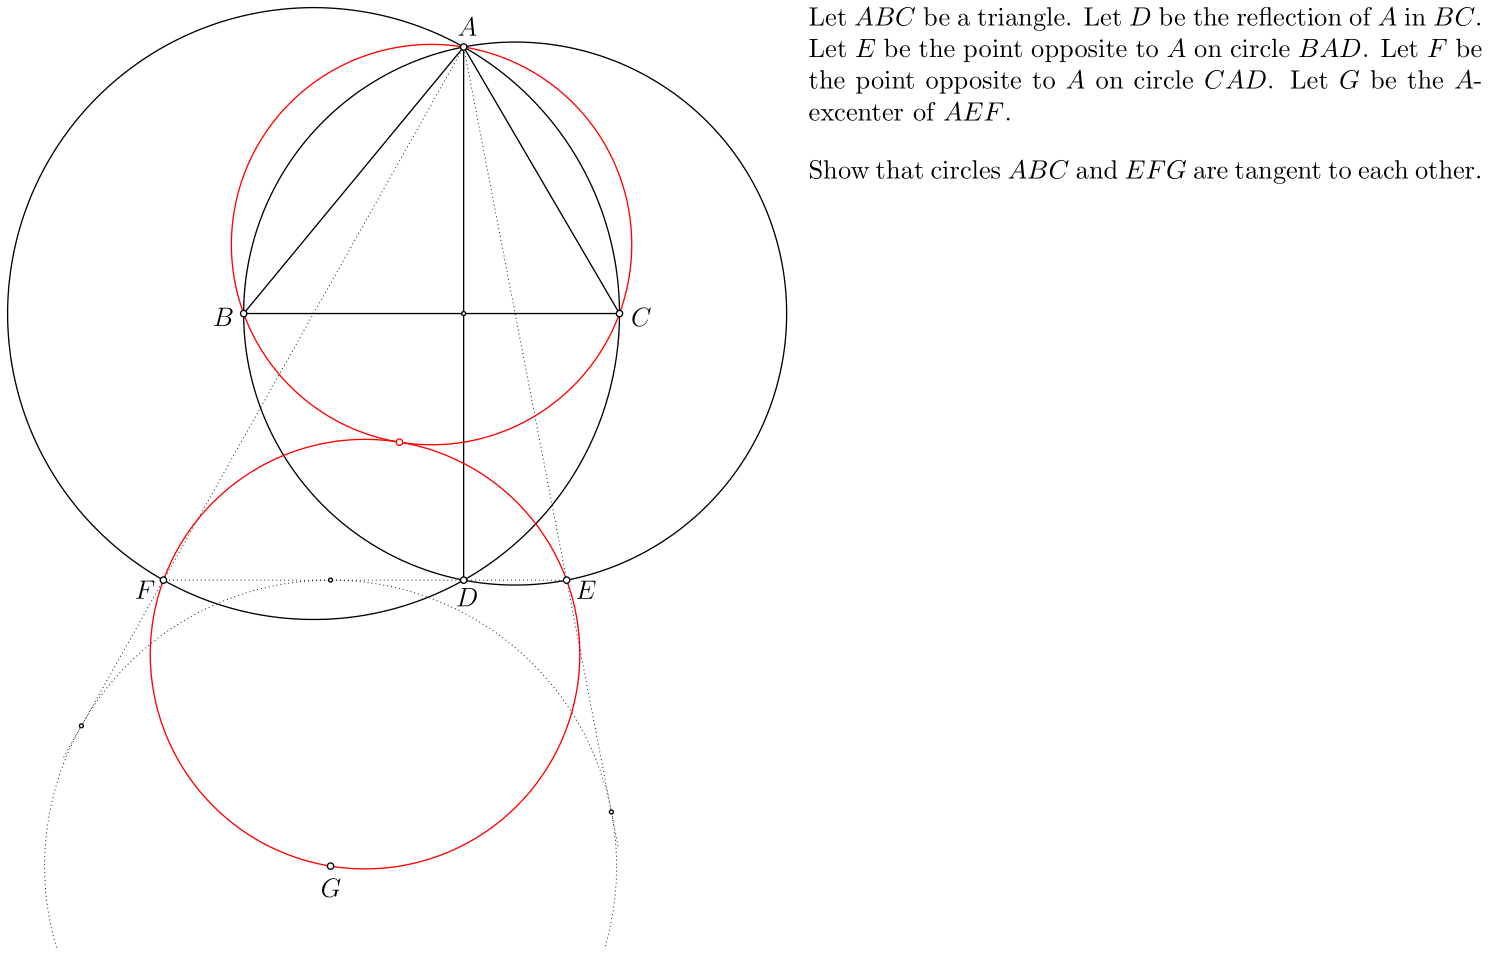 Let ABC be a triangle. Let D be the reflection of A in BC.
Let E be the point opposite to A on circle BAD. Let F be
the point opposite to A on circle CAD. Let G be the A-
excenter of AEF.
Show that circles ABC and EFG are tangent to each other.
A
B
C
F
D
E
G